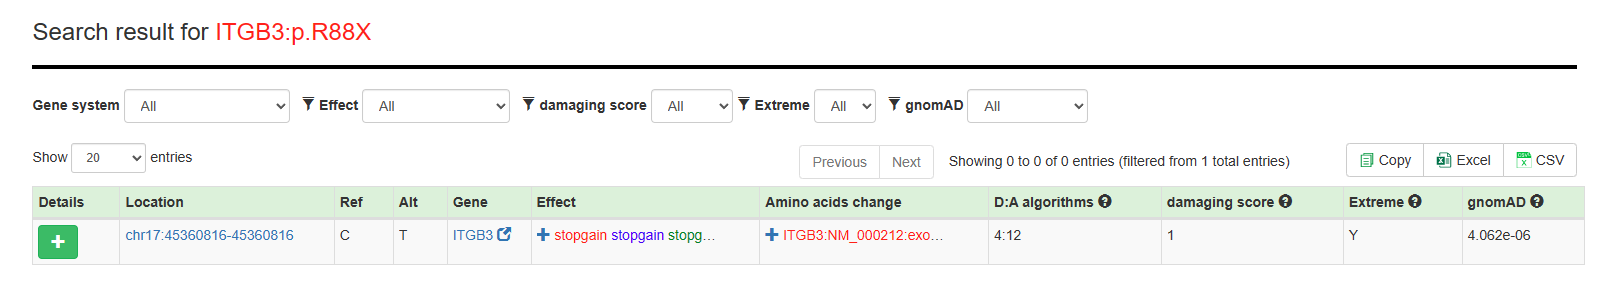 Search result for ITGB3:p.R88X
Gene system All Effect All damaging score All Extreme All gnomAD All
Show 20 entries Previous Next Showing 0 to 0 of 0 entries (filtered from 1 total entries) Copy Excel CSV
Details Location Ref Alt Gene Effect Amino acids change D:A algorithms damaging score Extreme gnomAD
chr17:45360816-45360816 C T ITGB3 stopgain stopgain stopg... ITGB3:NM_000212:exo... 4:12 1 Y 4.062e-06